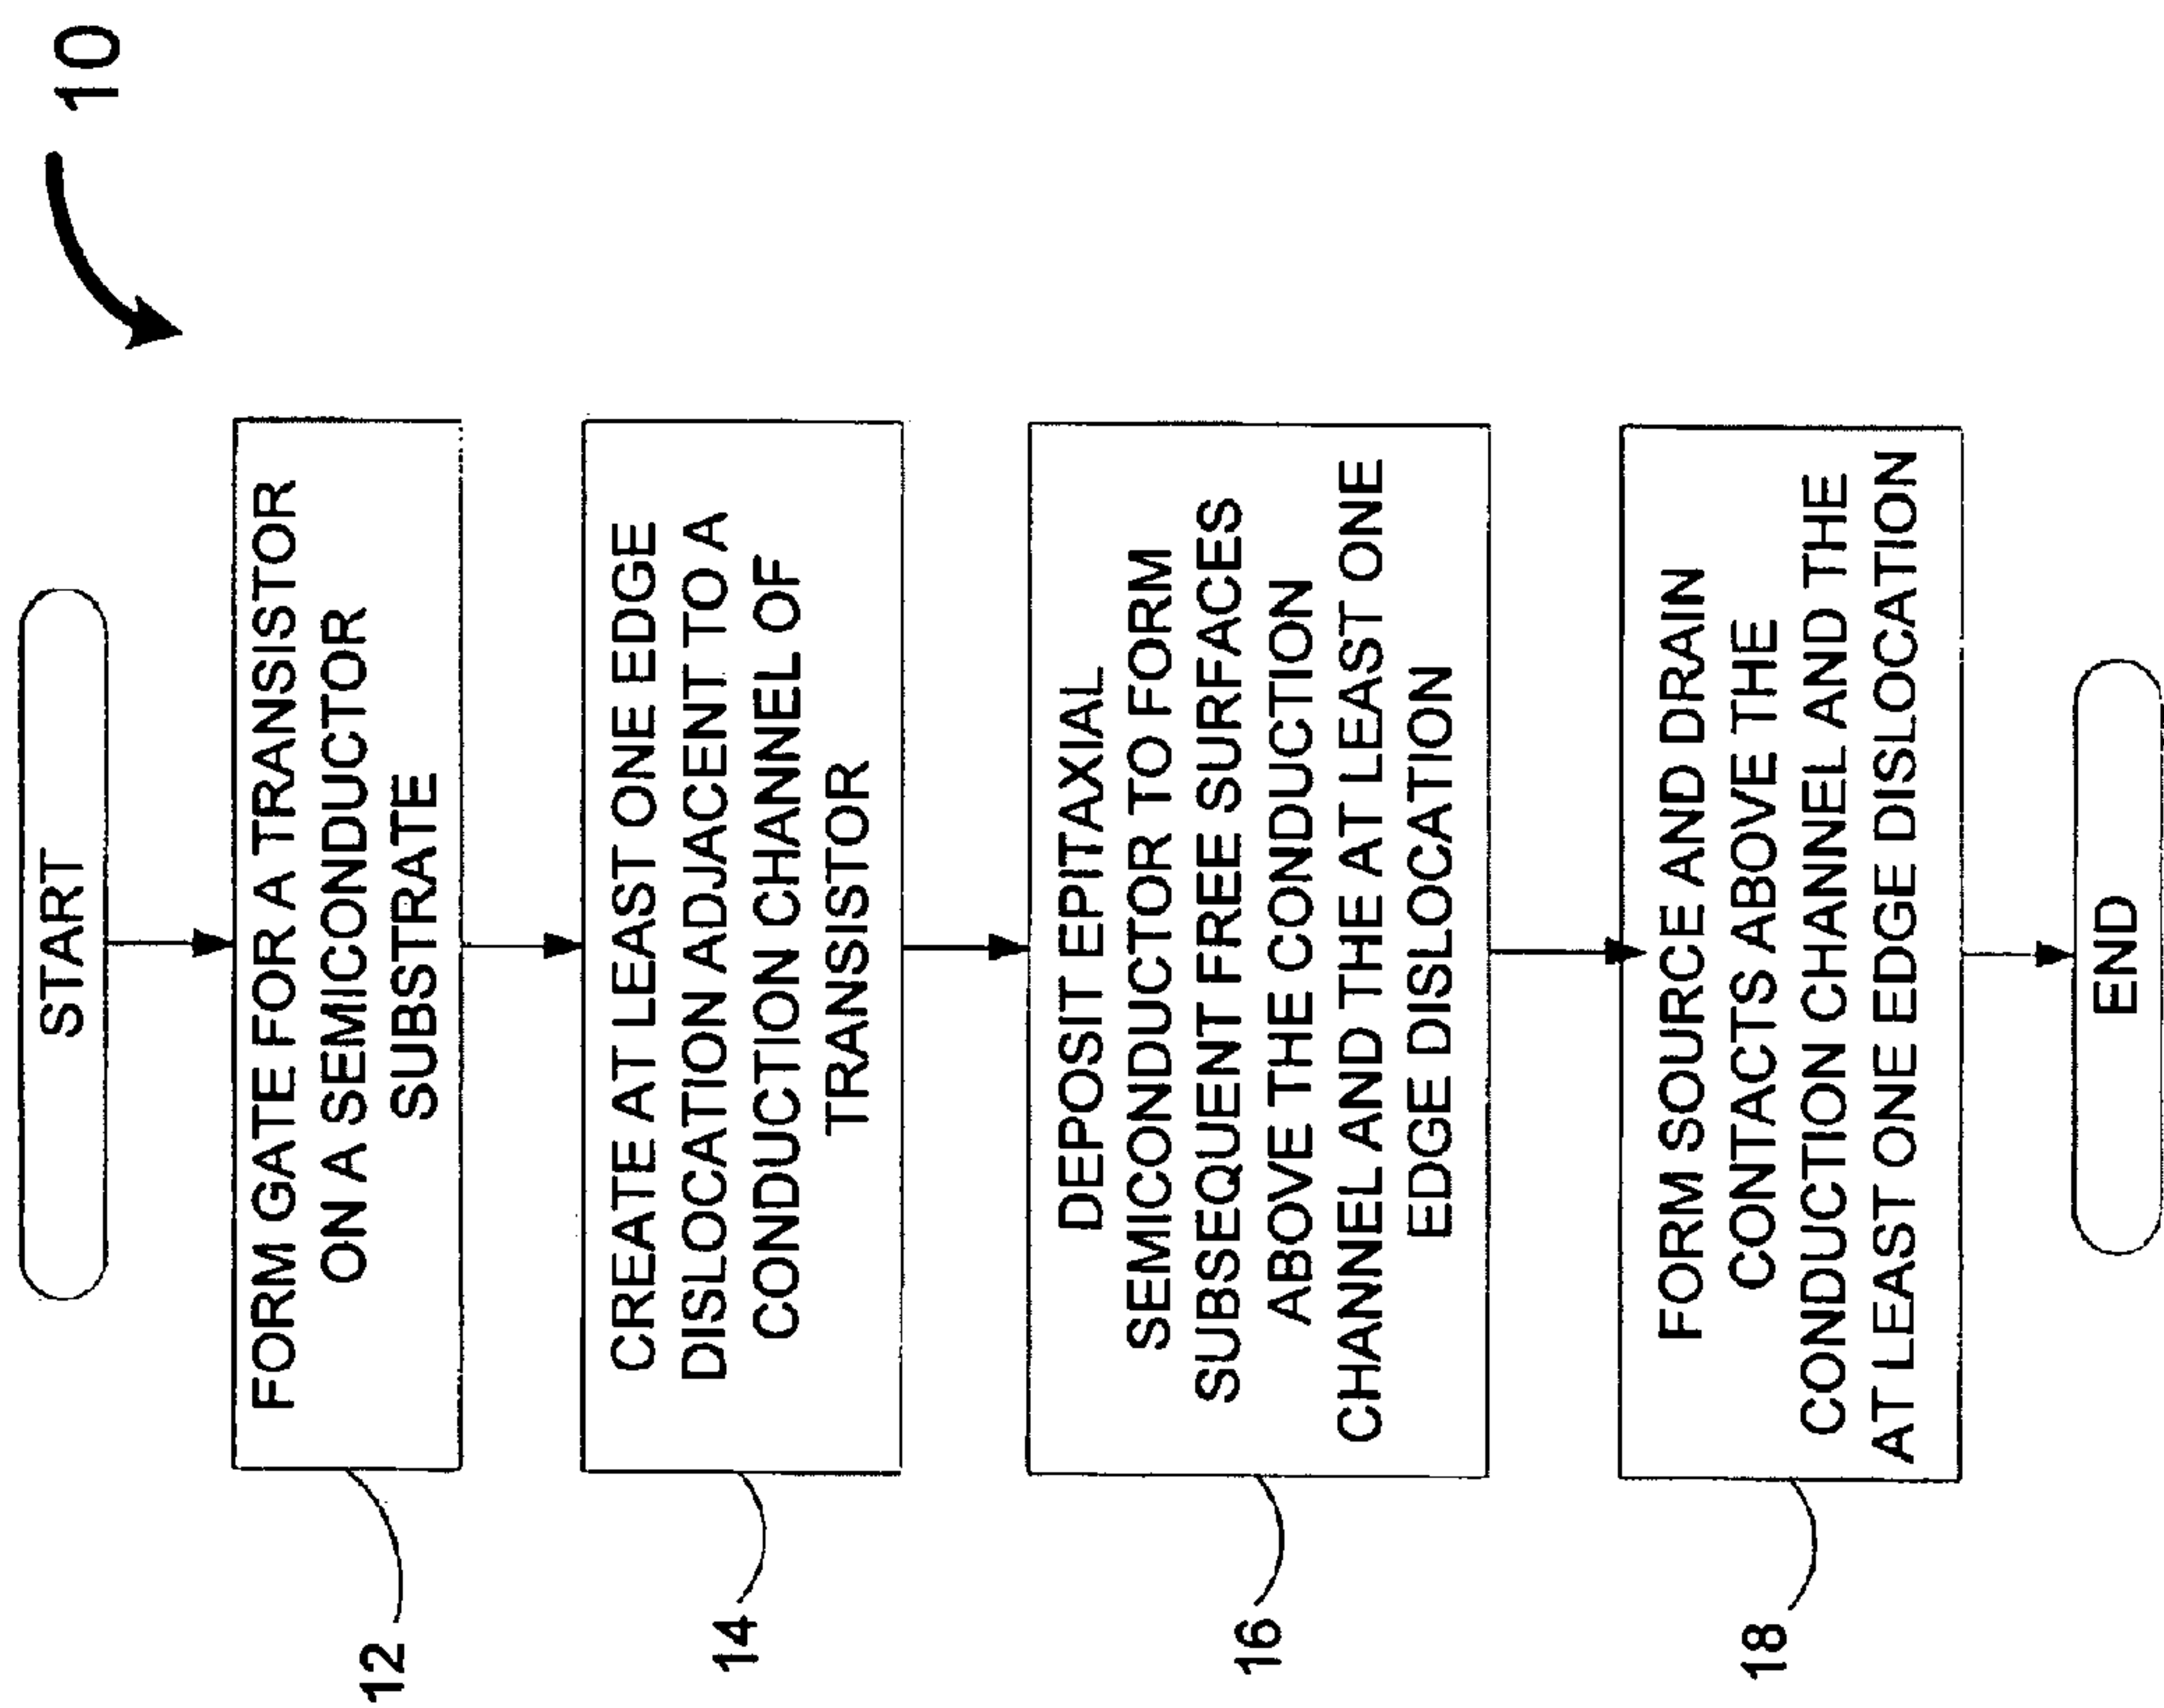 10
START
12
FORM GATE FOR A TRANSISTOR
ON A SEMICONDUCTOR
SUBSTRATE
14
CREATE AT LEAST ONE EDGE
DISLOCATION ADJACENT TO A
CONDUCTION CHANNEL OF
TRANSISTOR
16
DEPOSIT EPITAXIAL
SEMICONDUCTOR TO FORM
SUBSEQUENT FREE SURFACES
ABOVE THE CONDUCTION
CHANNEL AND THE AT LEAST ONE
EDGE DISLOCATION
18
FORM SOURCE AND DRAIN
CONTACTS ABOVE THE
CONDUCTION CHANNEL AND THE
AT LEAST ONE EDGE DISLOCATION
END